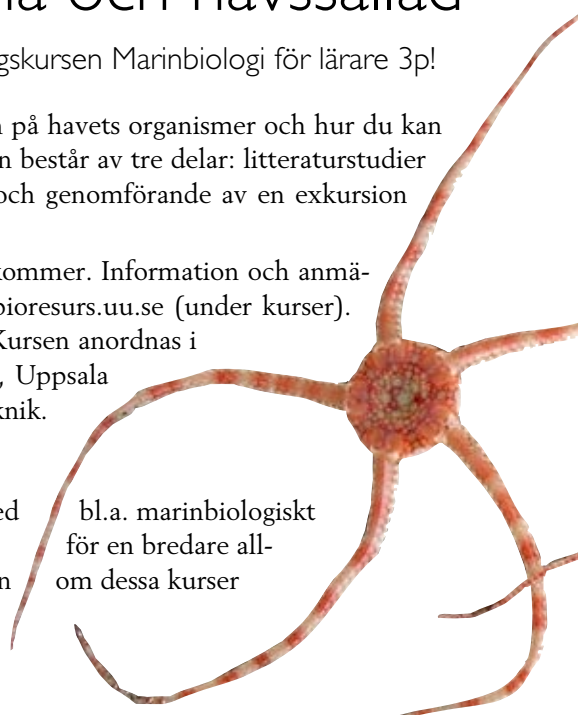 na och havssallad
gskursen Marinbiologi för lärare 3p!
n på havets organismer och hur du kan
n består av tre delar: litteraturstudier
och genomförande av en exkursion
kommer. Information och anmä-
bioresurs.uu.se (under kurser).
Kursen anordnas i
, Uppsala
knik.
ed bl.a. marinbiologiskt
för en bredare all-
n om dessa kurser